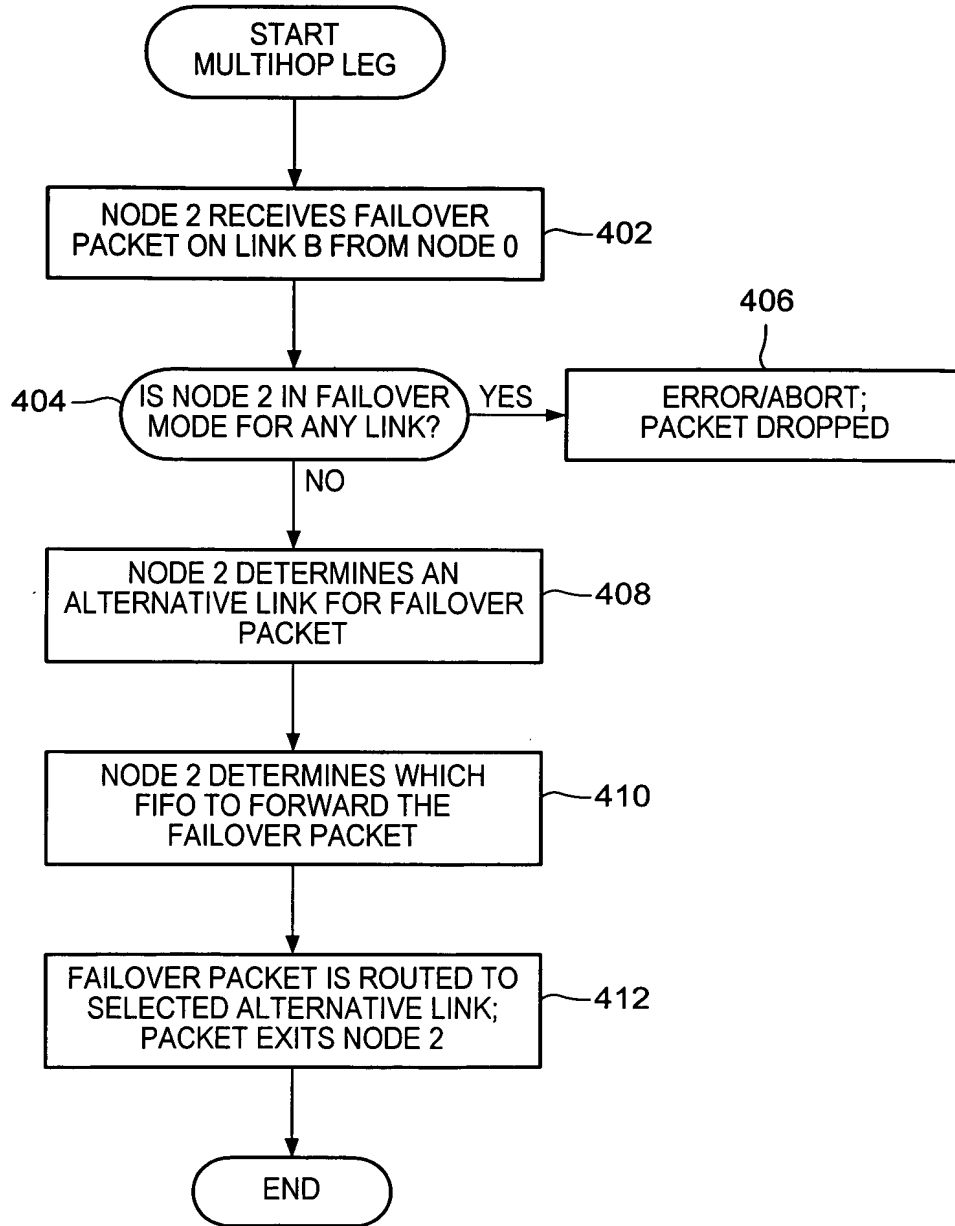 START
MULTIHOP LEG
NODE 2 RECEIVES FAILOVER
PACKET ON LINK B FROM NODE 0
402
406
404
IS NODE 2 IN FAILOVER
MODE FOR ANY LINK?
YES
ERROR/ABORT;
PACKET DROPPED
NO
NODE 2 DETERMINES AN
ALTERNATIVE LINK FOR FAILOVER
PACKET
408
NODE 2 DETERMINES WHICH
FIFO TO FORWARD THE
FAILOVER PACKET
410
FAILOVER PACKET IS ROUTED TO
SELECTED ALTERNATIVE LINK;
PACKET EXITS NODE 2
412
END